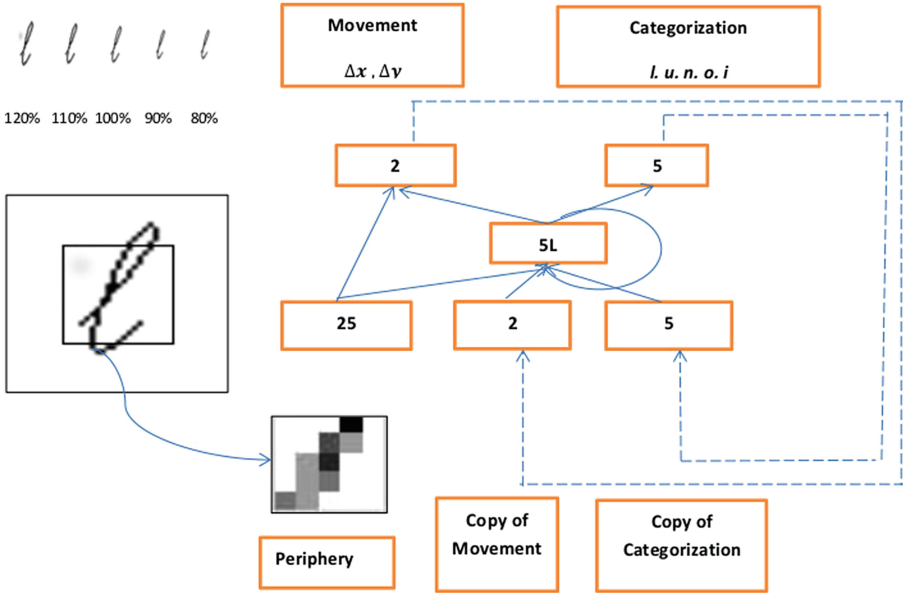 Movement
Δx , Δy
Categorization
l. u. n. o. i
l l l l l
120% 110% 100% 90% 80%
2
5
5L
25
2
5
l
Periphery
Copy of
Movement
Copy of
Categorization